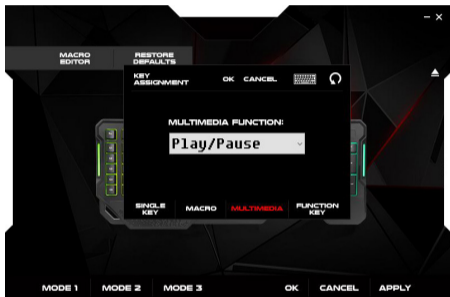 MACRO EDITOR
RESTORE DEFAULTS
KEY ASSIGNMENT
OK CANCEL
MULTIMEDIA FUNCTION:
Play/Pause
SINGLE KEY
MACRO
MULTIMEDIA
FUNCTION KEY
MODE 1 MODE 2 MODE 3 OK CANCEL APPLY